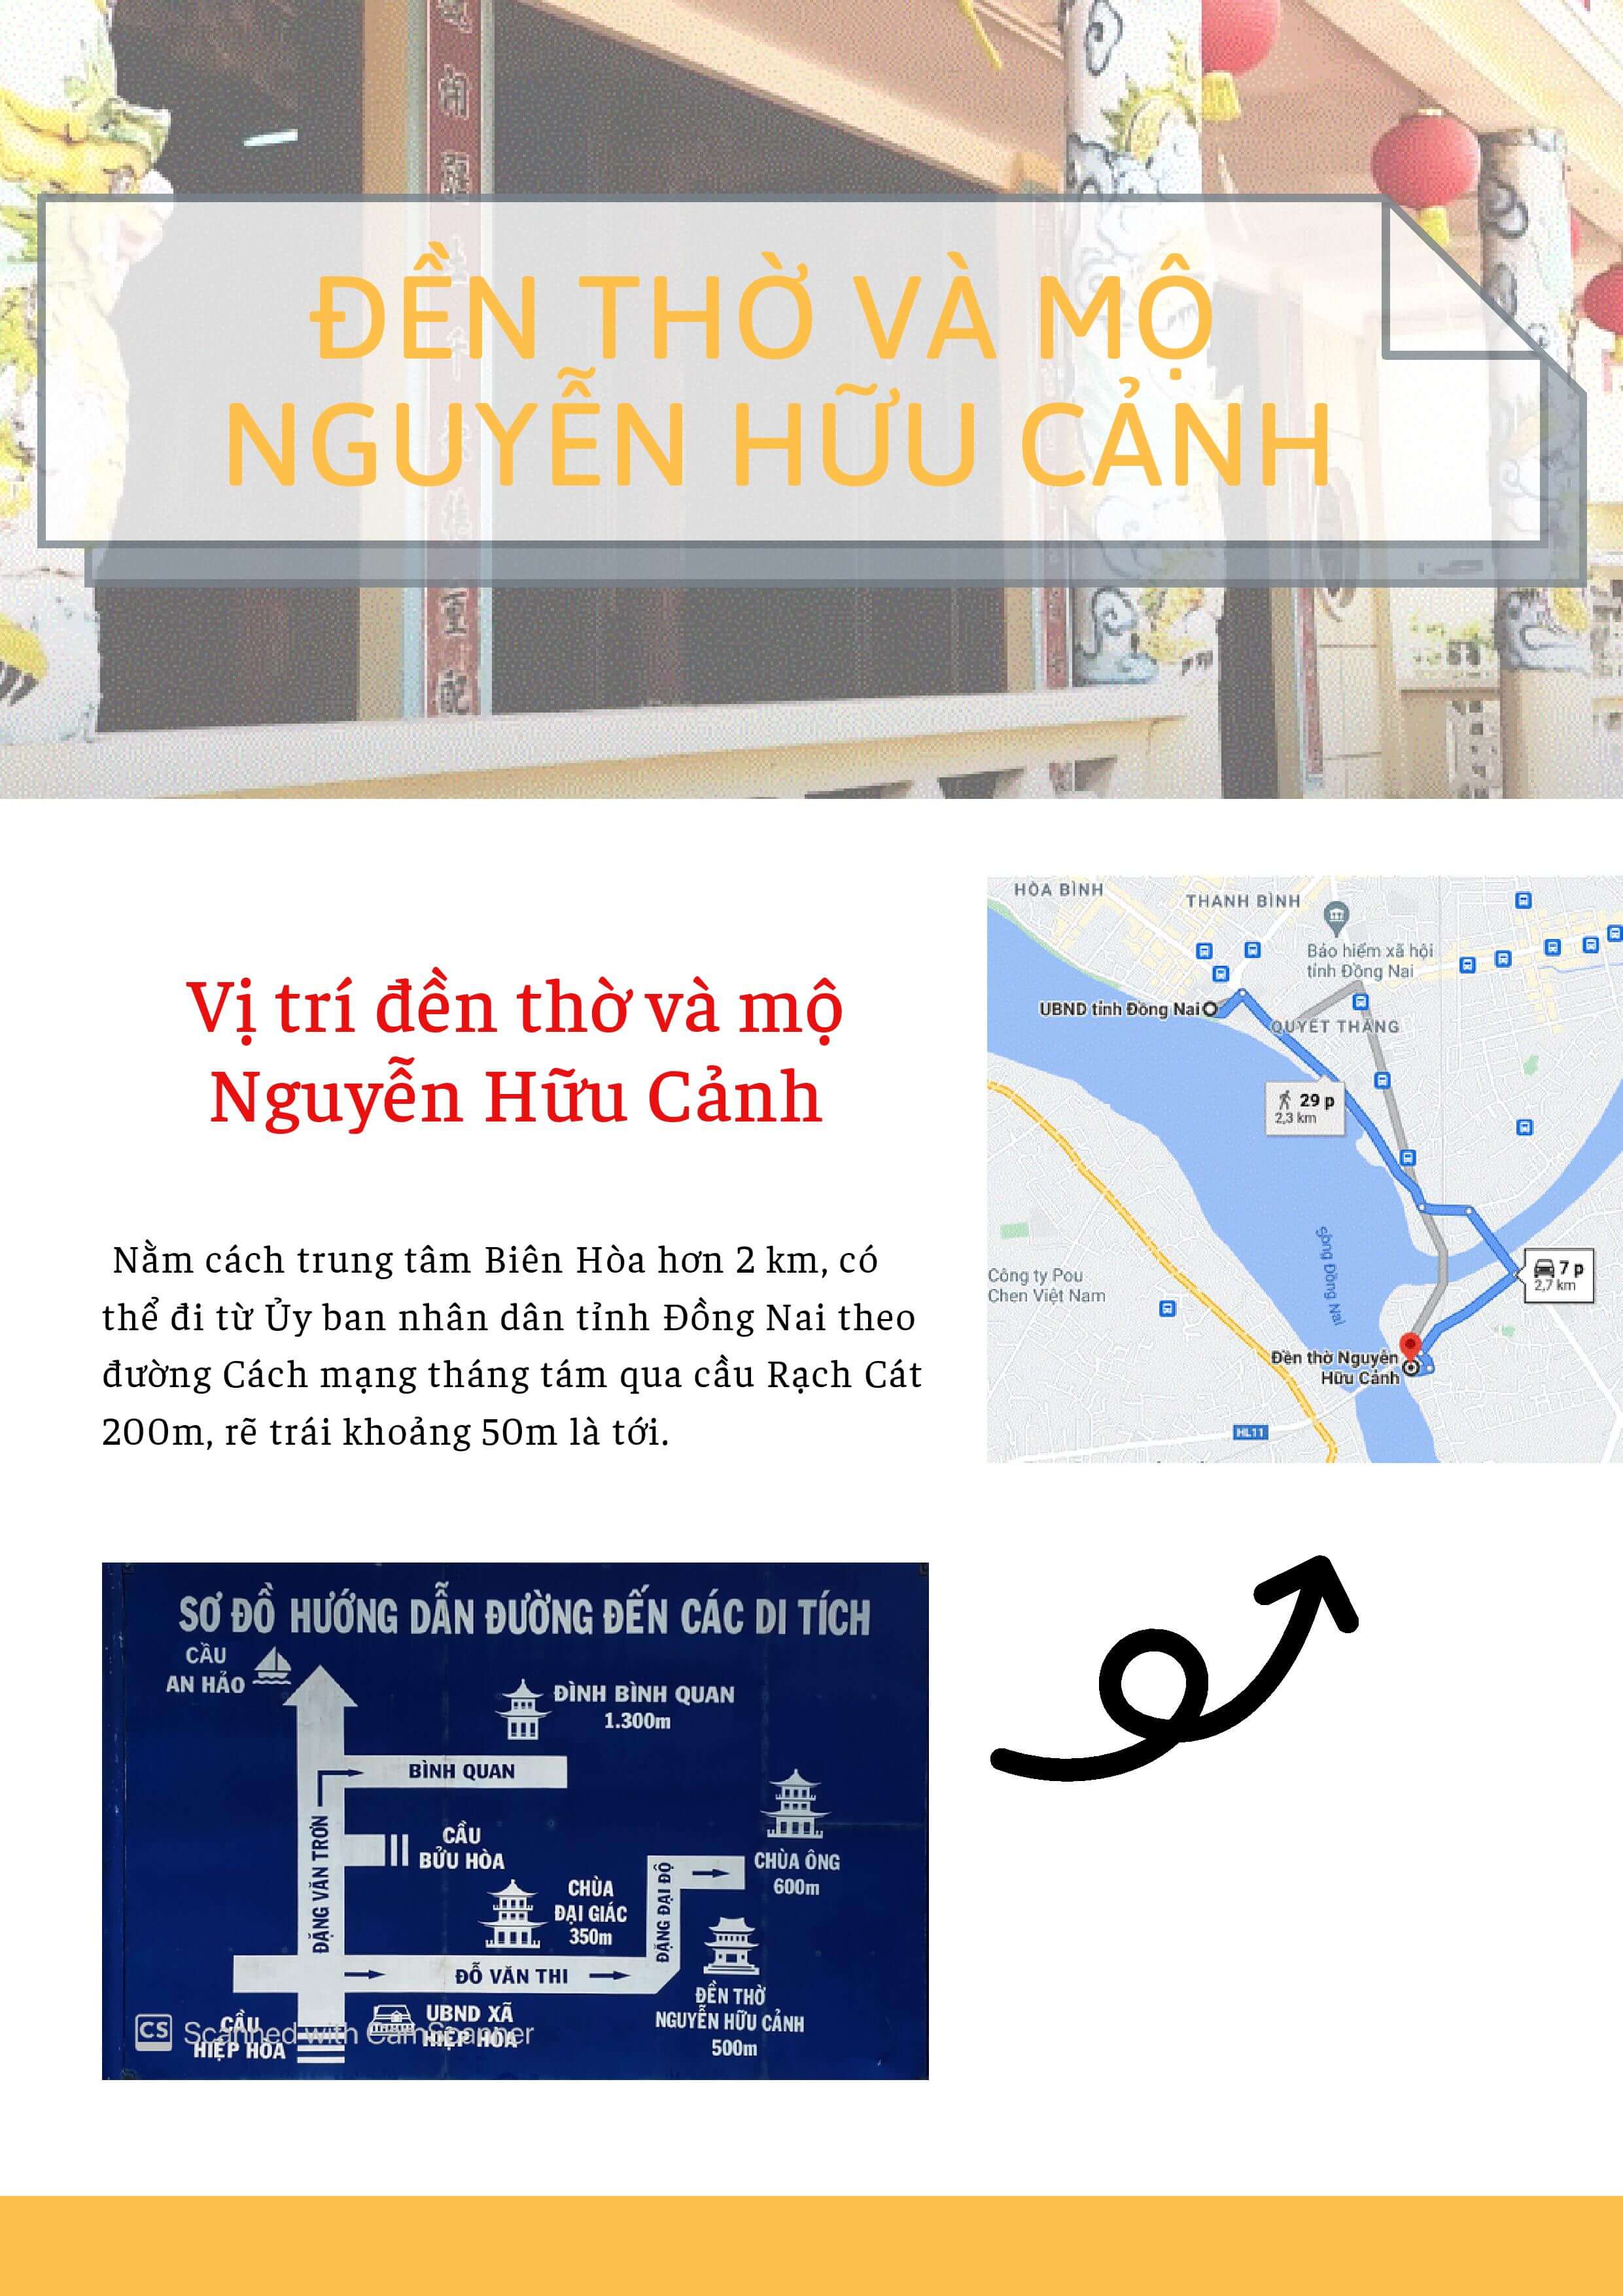 ĐỀN THỜ VÀ MỘ
NGUYỄN HỮU CẢNH
Vị trí đền thờ và mộ
Nguyễn Hữu Cảnh
Nằm cách trung tâm Biên Hòa hơn 2 km, có
thể đi từ Ủy ban nhân dân tỉnh Đồng Nai theo
đường Cách mạng tháng tám qua cầu Rạch Cát
200m, rẽ trái khoảng 50m là tới.
HÒA BÌNH
THANH BÌNH
Bảo hiểm xã hội
tỉnh Đồng Nai
UBND tỉnh Đồng Nai
QUYẾT THẮNG
29 p
2,3 km
Sông Đồng Nai
Công ty Pou
Chen Việt Nam
7 p
2,7 km
Đền thờ Nguyễn
Hữu Cảnh
HL11
SƠ ĐỒ HƯỚNG DẪN ĐƯỜNG ĐẾN CÁC DI TÍCH
CẦU
AN HẢO
ĐÌNH BÌNH QUAN
1.300m
BÌNH QUAN
ĐẶNG VĂN TRƠN
CẦU
BỬU HÒA
CHÙA
ĐẠI GIÁC
350m
ĐẶNG ĐẠI ĐỘ
CHÙA ÔNG
600m
ĐỖ VĂN THI
ĐỀN THỜ
NGUYỄN HỮU CẢNH
500m
CẦU
HIỆP HÒA
UBND XÃ
HIỆP HÒA
CS Scanned with CamScanner